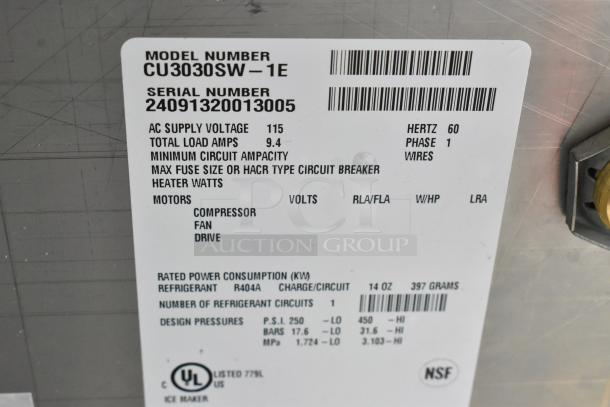 MODEL NUMBER
CU3030SW-1E
SERIAL NUMBER
24091320013005
AC SUPPLY VOLTAGE 115 HERTZ 60
TOTAL LOAD AMPS 9.4 PHASE 1
MINIMUM CIRCUIT AMPACITY WIRES
MAX FUSE SIZE OR HACR TYPE CIRCUIT BREAKER
HEATER WATTS
MOTORS VOLTS RLA/FLA W/HP LRA
COMPRESSOR
FAN
DRIVE
PCI
AUCTION GROUP
RATED POWER CONSUMPTION (KW)
REFRIGERANT R404A CHARGE/CIRCUIT 14 OZ 397 GRAMS
NUMBER OF REFRIGERANT CIRCUITS 1
DESIGN PRESSURES P.S.I. 250 -LO 450 -HI
BARS 17.6 -LO 31.6 -HI
MPa 1.724 -LO 3.103-HI
C UL US LISTED 779L
ICE MAKER
NSF